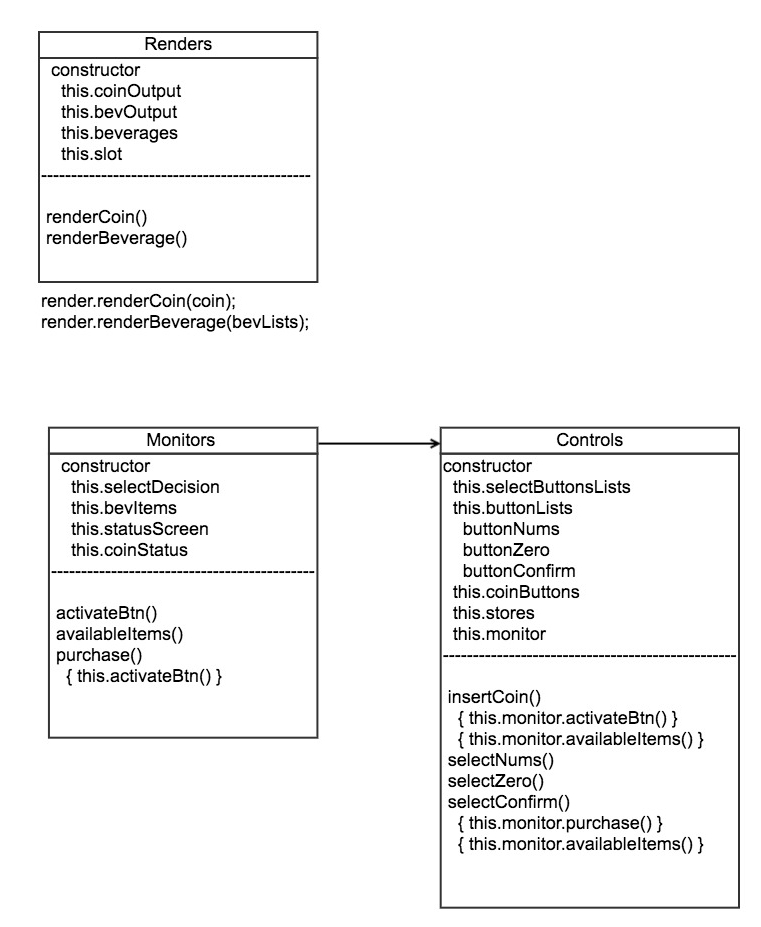 Renders
constructor
this.coinOutput
this.bevOutput
this.beverages
this.slot
renderCoin()
renderBeverage()
render.renderCoin(coin);
render.renderBeverage(bevLists);
Monitors
constructor
this.selectDecision
this.bevItems
this.statusScreen
this.coinStatus
activateBtn()
availableItems()
purchase()
{ this.activateBtn() }
Controls
constructor
this.selectButtonsLists
this.buttonLists
buttonNums
buttonZero
buttonConfirm
this.coinButtons
this.stores
this.monitor
insertCoin()
{ this.monitor.activateBtn() }
{ this.monitor.availableItems() }
selectNums()
selectZero()
selectConfirm()
{ this.monitor.purchase() }
{ this.monitor.availableItems() }